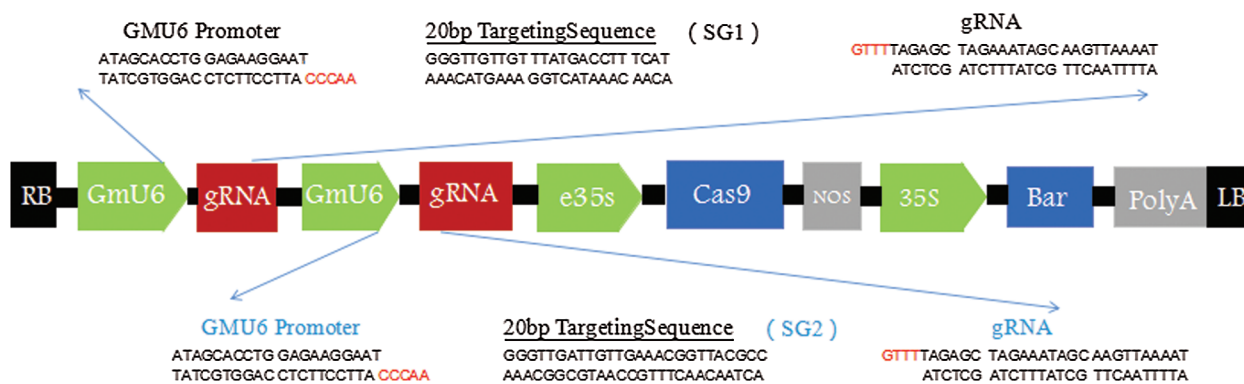 GMU6 Promoter
20bp TargetingSequence
( SG1 )
gRNA
ATAGCACCTG GAGAAGGAAT
TATCGTGGAC CTCTTCCTTA CCCAA
GGGTTGTTGT TTATGACCTT TCAT
AAACATGAAA GGTCATAAAC AACA
GTTTTAGAGC TAGAAATAGC AAGTTAAAAT
ATCTCG ATCTTTATCG TTCAATTTTA
RB
GmU6
gRNA
GmU6
gRNA
e35s
Cas9
NOS
35S
Bar
PolyA
LB
GMU6 Promoter
20bp TargetingSequence
( SG2 )
gRNA
ATAGCACCTG GAGAAGGAAT
TATCGTGGAC CTCTTCCTTA CCCAA
GGGTTGATTGTTGAAACGGTTACGCC
AAACGGCGTAACCGTTTCAACAATCA
GTTTTAGAGC TAGAAATAGC AAGTTAAAAT
ATCTCG ATCTTTATCG TTCAATTTTA